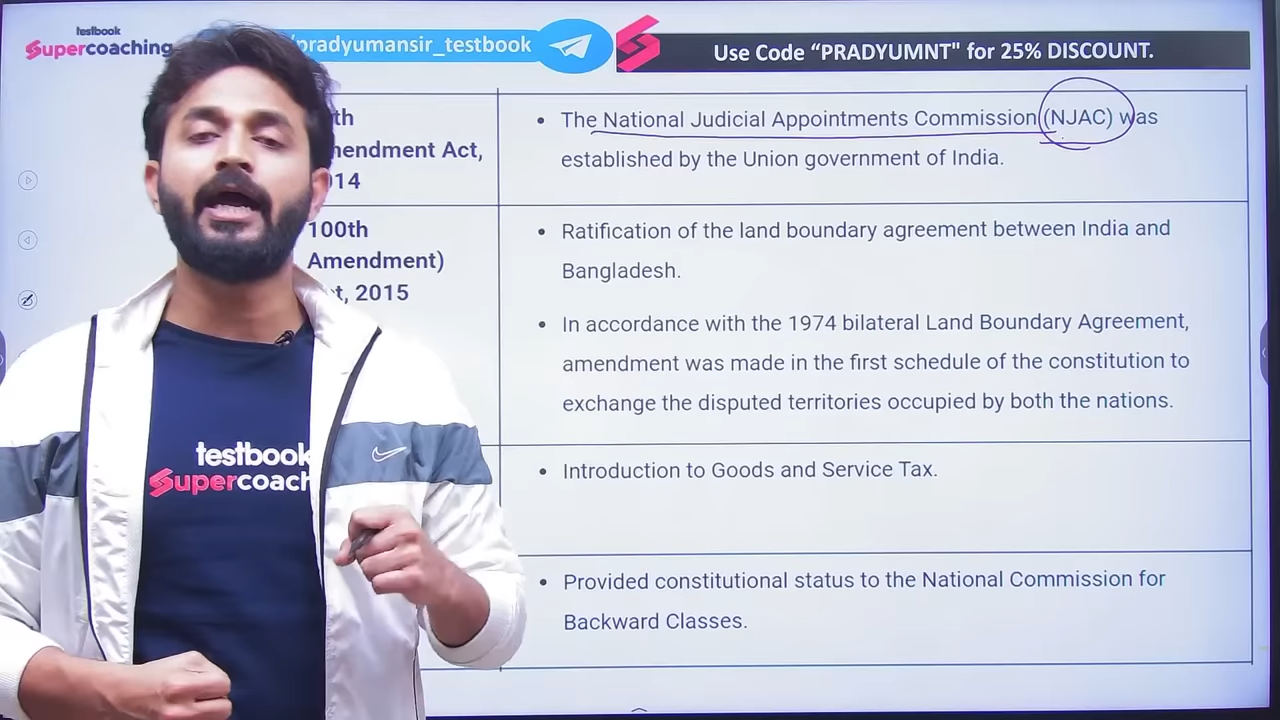 testbook
Supercoaching
/pradyumansir_testbook
Use Code “PRADYUMNT" for 25% DISCOUNT.
th
endment Act,
14
• The National Judicial Appointments Commission (NJAC) was
established by the Union government of India.
100th
Amendment)
t, 2015
• Ratification of the land boundary agreement between India and
Bangladesh.
• In accordance with the 1974 bilateral Land Boundary Agreement,
amendment was made in the first schedule of the constitution to
exchange the disputed territories occupied by both the nations.
• Introduction to Goods and Service Tax.
• Provided constitutional status to the National Commission for
Backward Classes.
testbook
Supercoach